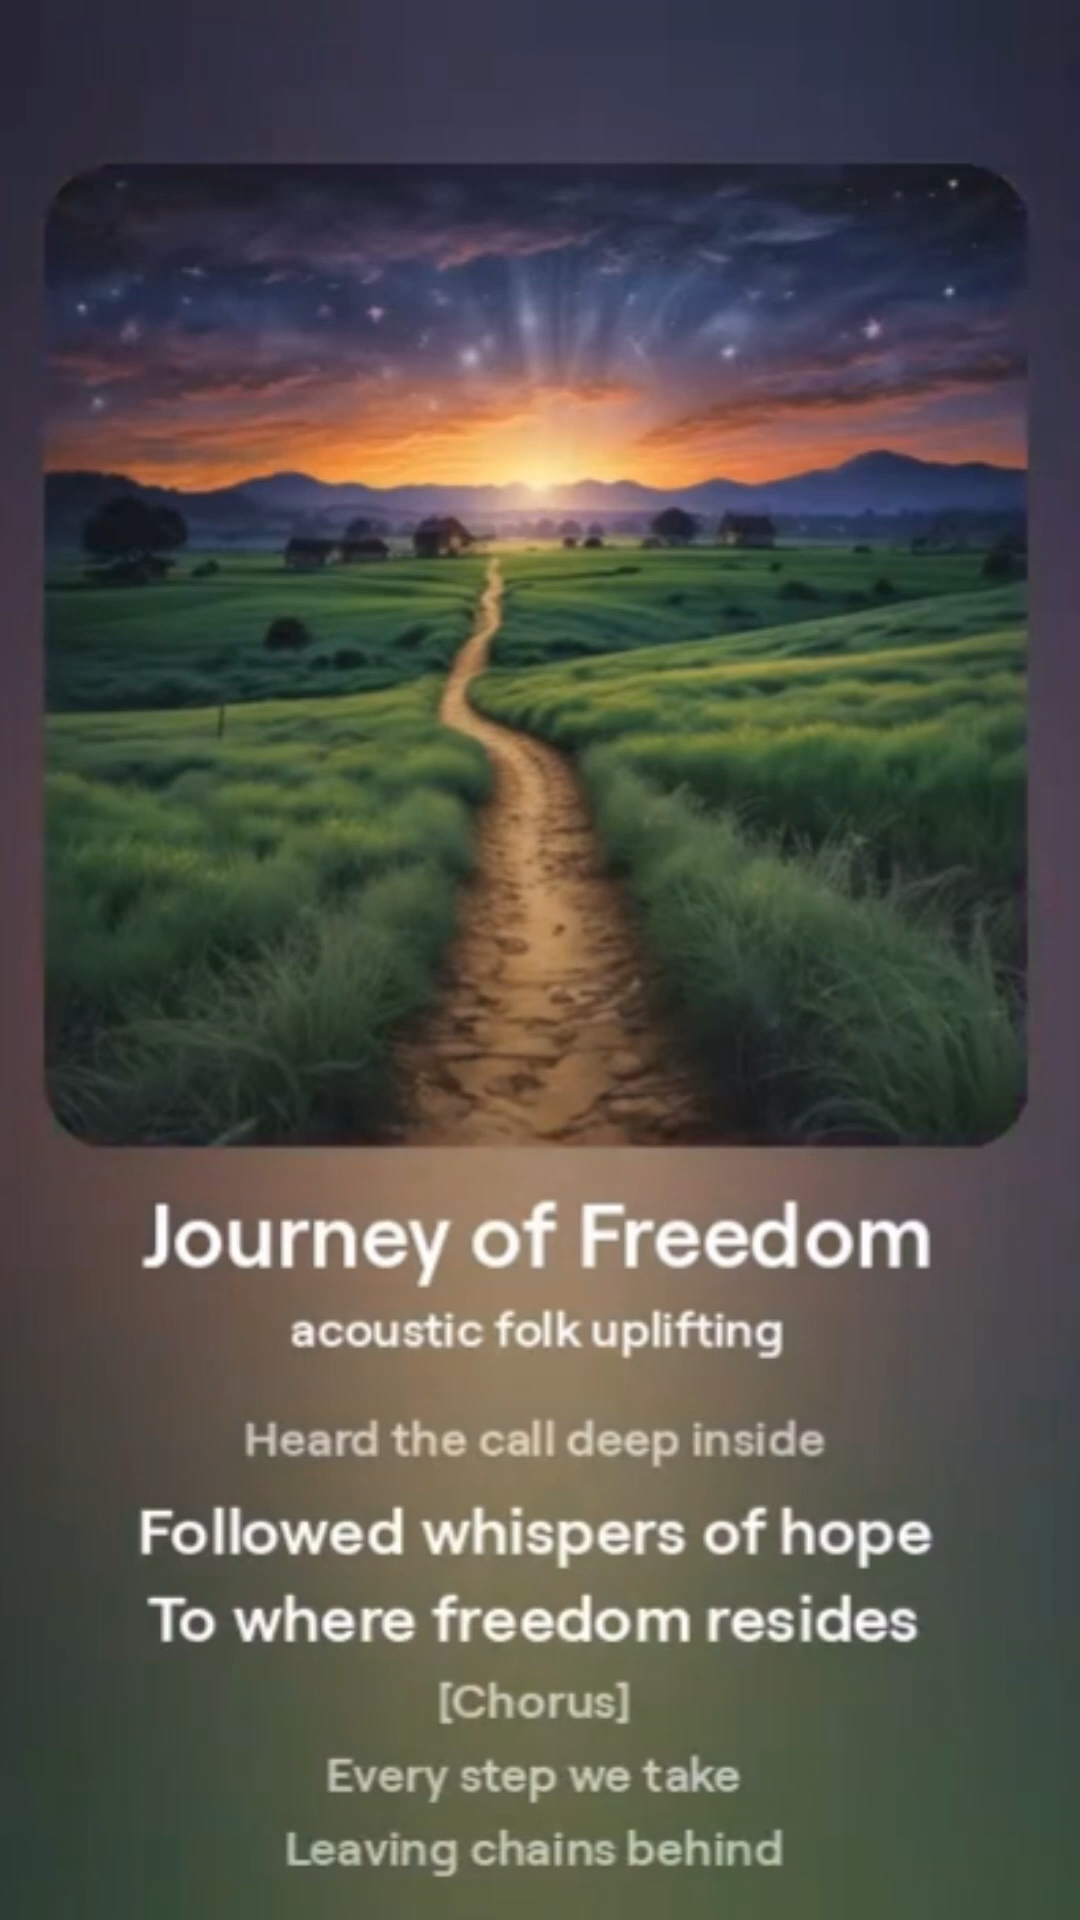 Journey of Freedom
acoustic folk uplifting
Heard the call deep inside
Followed whispers of hope
To where freedom resides
[Chorus]
Every step we take
Leaving chains behind